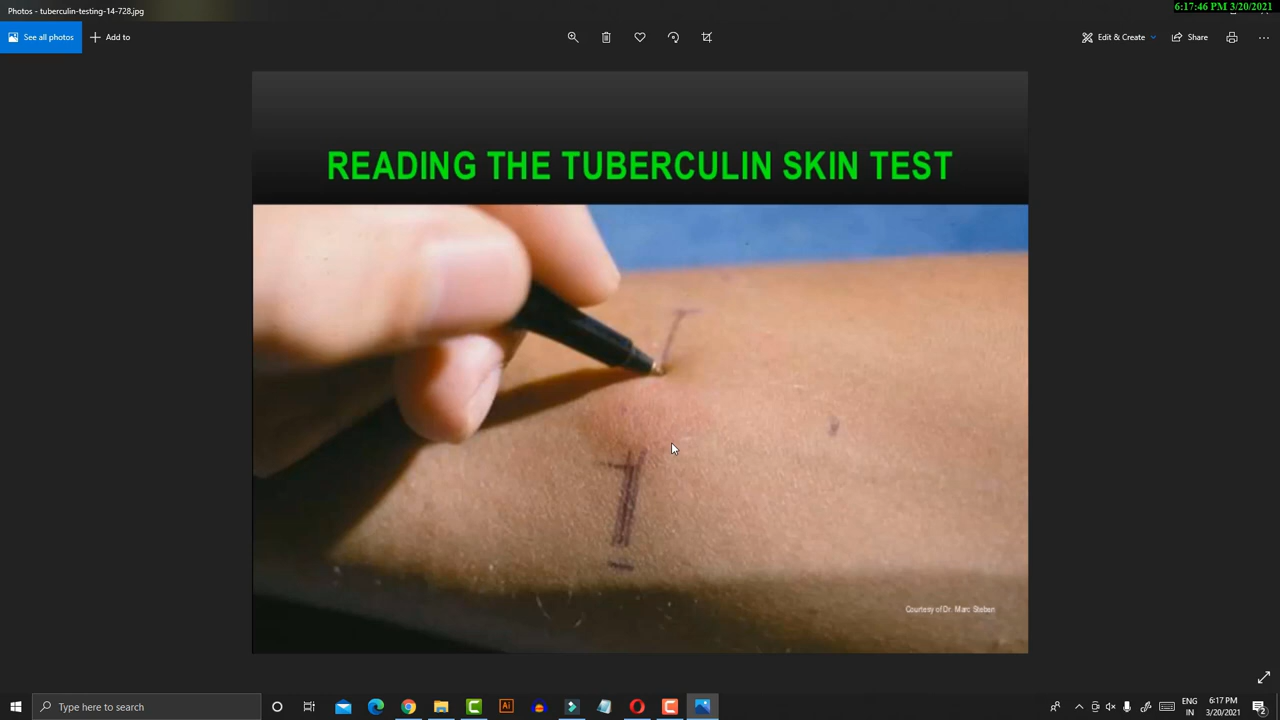 6:17:46 PM 3/20/2021
Photos - tuberculin-testing-14-728.jpg
See all photos
Add to
Edit & Create
Share
READING THE TUBERCULIN SKIN TEST
Courtesy of Dr. Marc Steben
Type here to search
Ai
ENG
IN
6:17 PM
3/20/2021
2